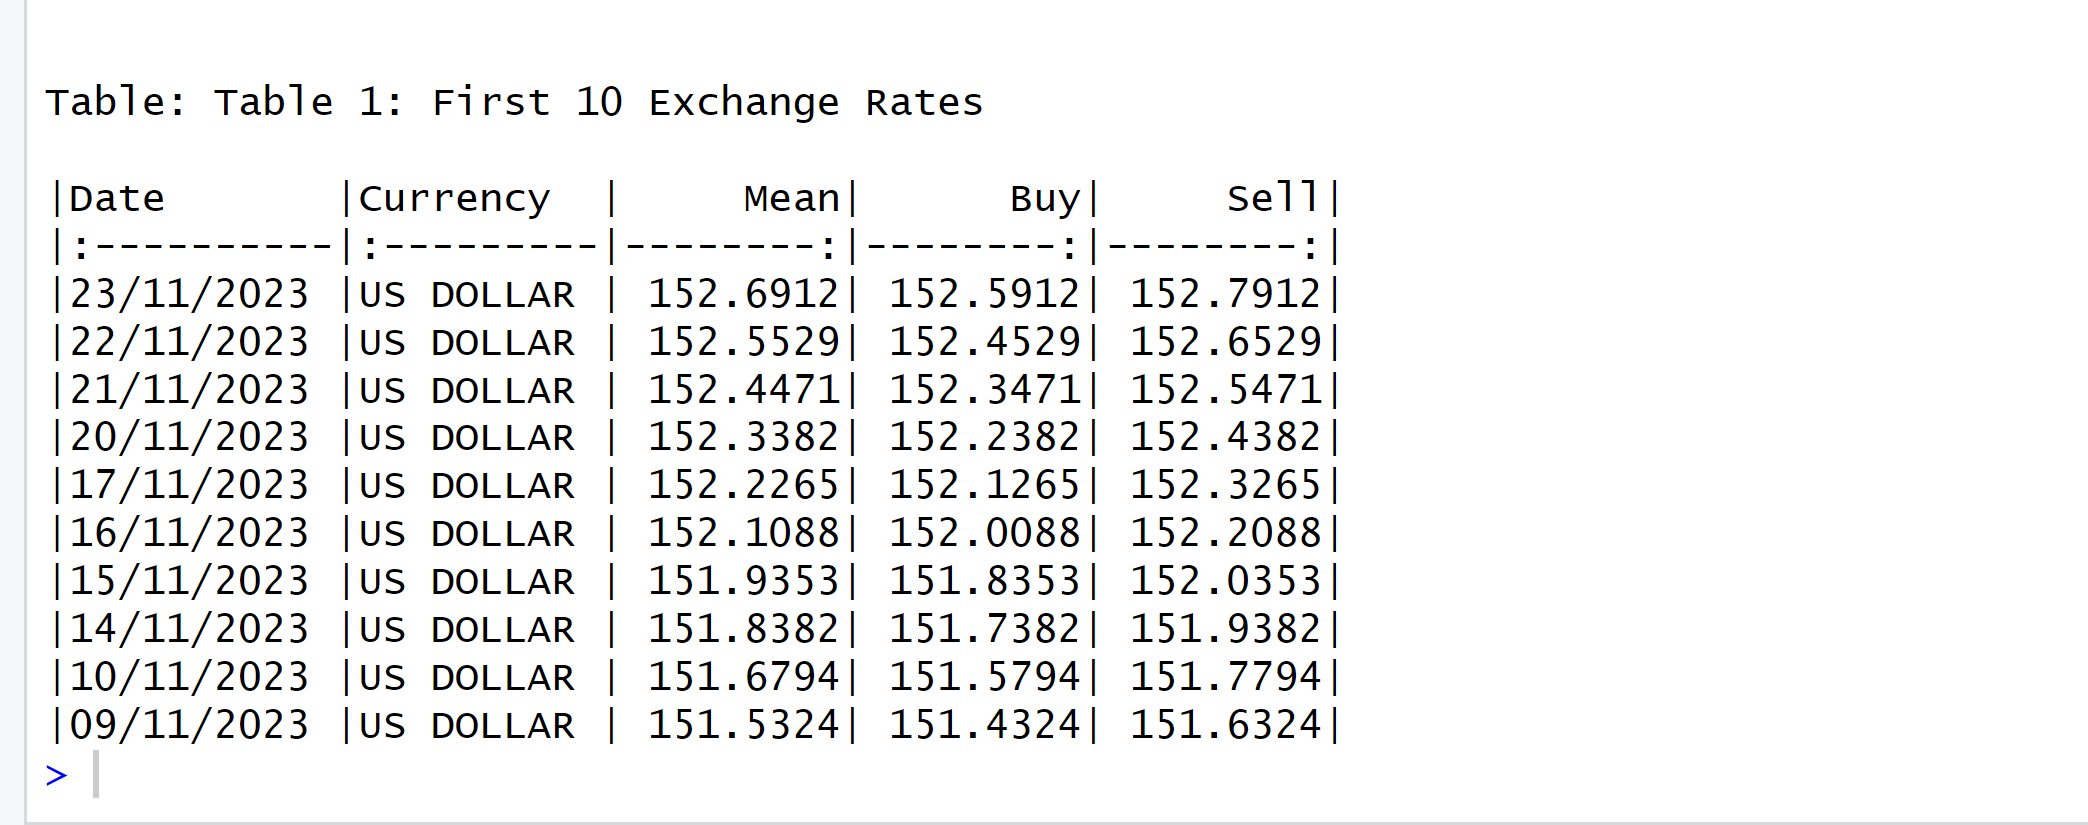 Table: Table 1: First 10 Exchange Rates
|Date       |Currency  |     Mean|      Buy|     Sell|
|:----------|:---------|--------:|--------:|--------:|
|23/11/2023 |US DOLLAR | 152.6912| 152.5912| 152.7912|
|22/11/2023 |US DOLLAR | 152.5529| 152.4529| 152.6529|
|21/11/2023 |US DOLLAR | 152.4471| 152.3471| 152.5471|
|20/11/2023 |US DOLLAR | 152.3382| 152.2382| 152.4382|
|17/11/2023 |US DOLLAR | 152.2265| 152.1265| 152.3265|
|16/11/2023 |US DOLLAR | 152.1088| 152.0088| 152.2088|
|15/11/2023 |US DOLLAR | 151.9353| 151.8353| 152.0353|
|14/11/2023 |US DOLLAR | 151.8382| 151.7382| 151.9382|
|10/11/2023 |US DOLLAR | 151.6794| 151.5794| 151.7794|
|09/11/2023 |US DOLLAR | 151.5324| 151.4324| 151.6324|
>